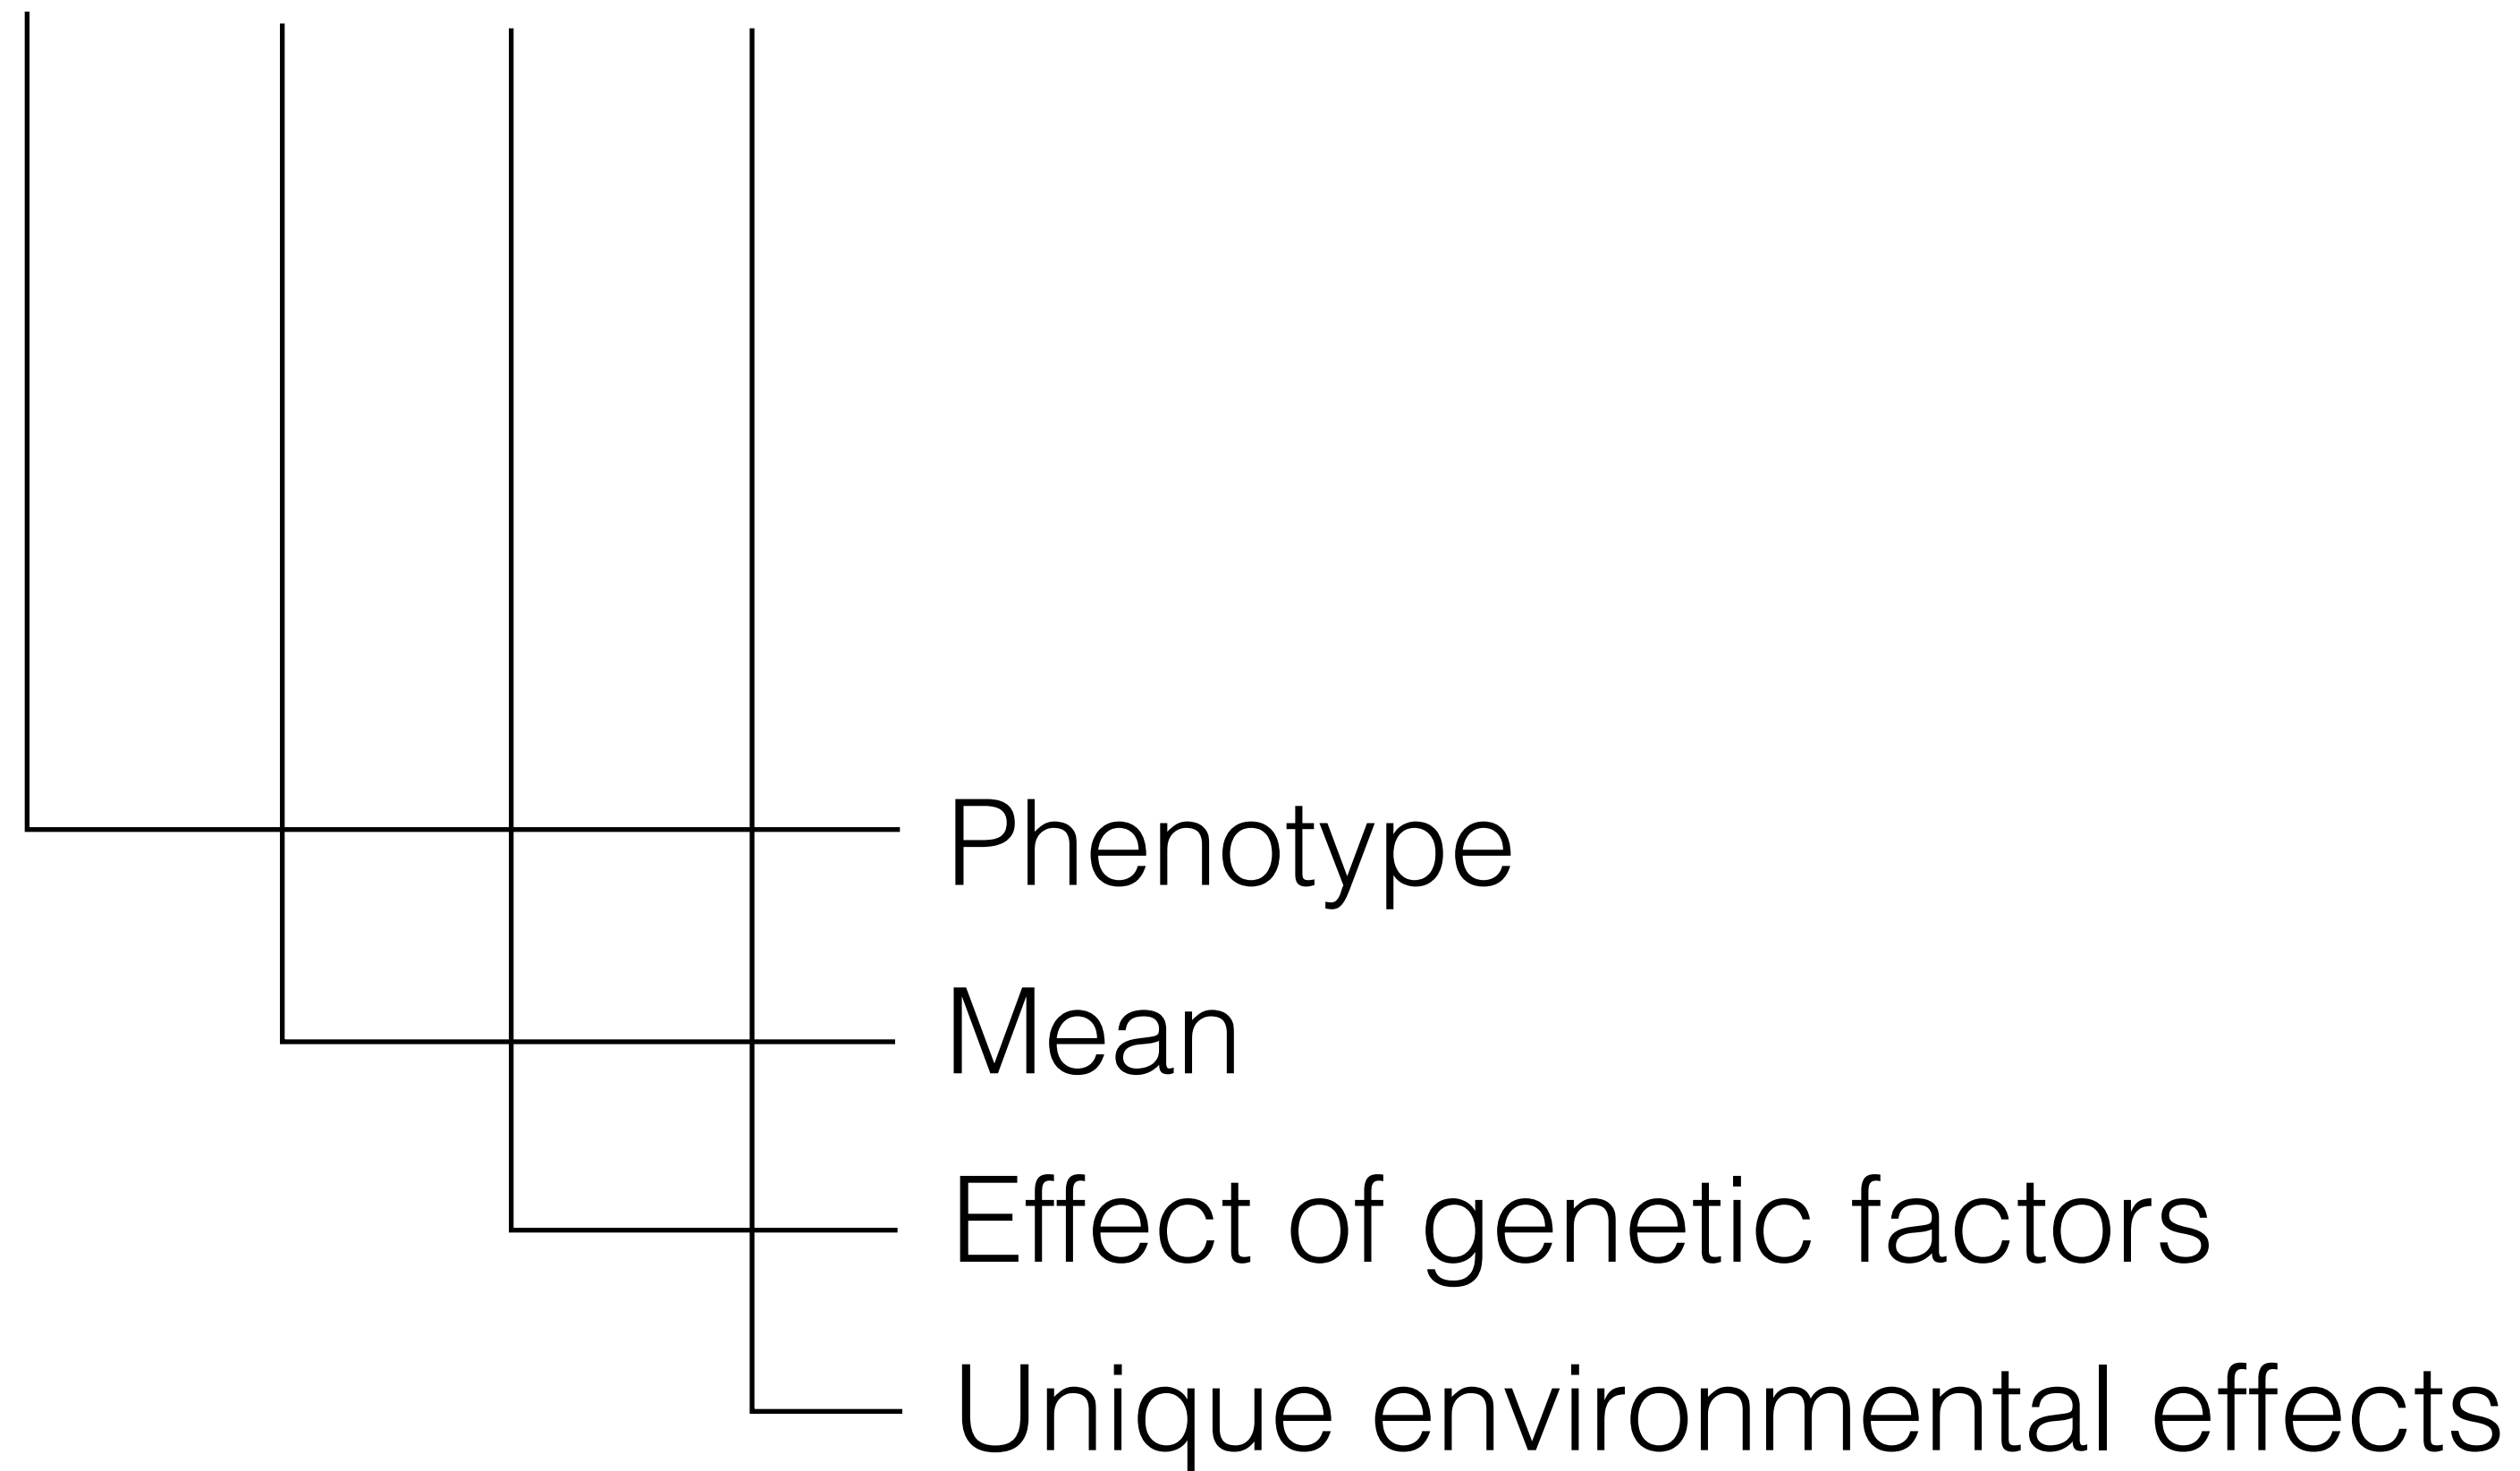 Phenotype
Mean
Effect of genetic factors
Unique environmental effects